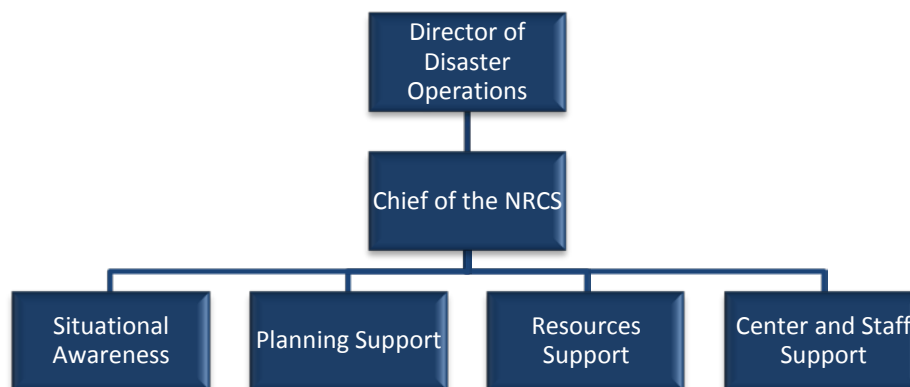 Director of
Disaster
Operations
Chief of the NRCS
Situational
Awareness
Planning Support
Resources
Support
Center and Staff
Support